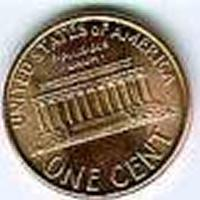 UNITED STATES OF AMERICA
ONE CENT